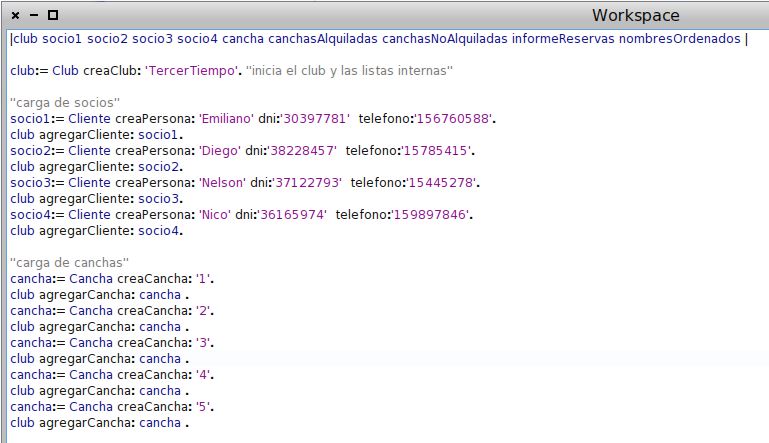 Workspace
|club socio1 socio2 socio3 socio4 cancha canchasAlquiladas canchasNoAlquiladas informeReservas nombresOrdenados |
club:= Club creaClub: 'TercerTiempo'. "inicia el club y las listas internas"
"carga de socios"
socio1:= Cliente creaPersona: 'Emiliano' dni:'30397781'  telefono:'156760588'.
club agregarCliente: socio1.
socio2:= Cliente creaPersona: 'Diego' dni:'38228457'  telefono:'15785415'.
club agregarCliente: socio2.
socio3:= Cliente creaPersona: 'Nelson' dni:'37122793'  telefono:'15445278'.
club agregarCliente: socio3.
socio4:= Cliente creaPersona: 'Nico' dni:'36165974'  telefono:'159897846'.
club agregarCliente: socio4.
"carga de canchas"
cancha:= Cancha creaCancha: '1'.
club agregarCancha: cancha .
cancha:= Cancha creaCancha: '2'.
club agregarCancha: cancha .
cancha:= Cancha creaCancha: '3'.
club agregarCancha: cancha .
cancha:= Cancha creaCancha: '4'.
club agregarCancha: cancha .
cancha:= Cancha creaCancha: '5'.
club agregarCancha: cancha .